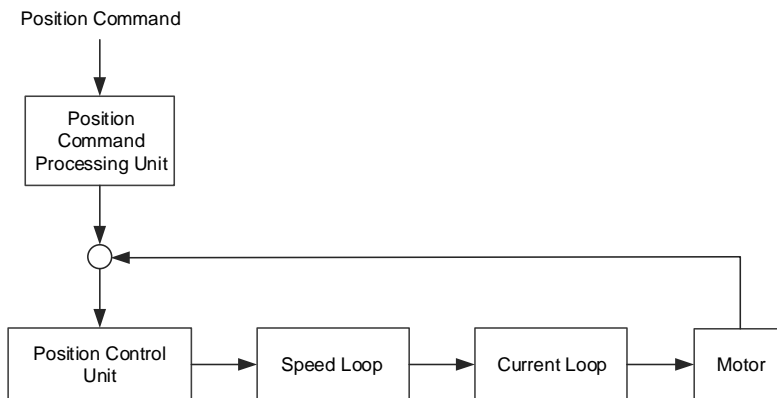 Position Command
Position
Command
Processing Unit
Position Control
Unit
Speed Loop
Current Loop
Motor